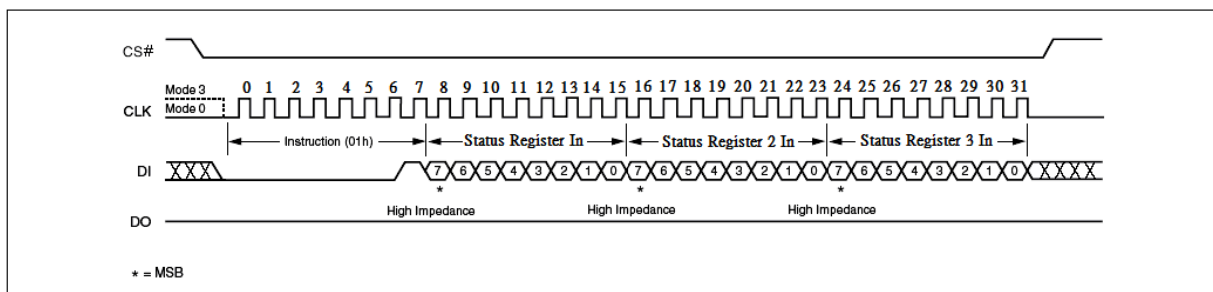 CS#
Mode 3
0 1 2 3 4 5 6 7 8 9 10 11 12 13 14 15 16 17 18 19 20 21 22 23 24 25 26 27 28 29 30 31
CLK
Mode 0
Instruction (01h)
Status Register In
Status Register 2 In
Status Register 3 In
DI
7 6 5 4 3 2 1 0 7 6 5 4 3 2 1 0 7 6 5 4 3 2 1 0
* * *
High Impedance
High Impedance
High Impedance
DO
* = MSB